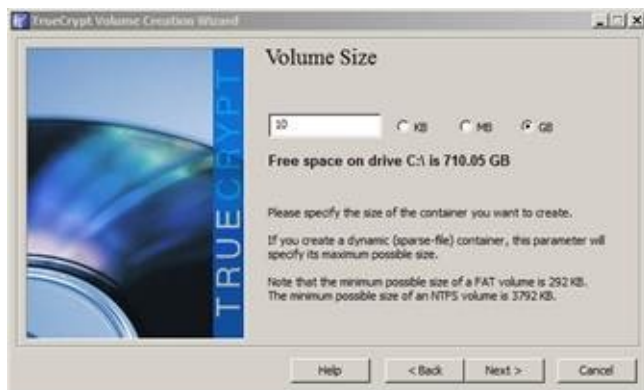 TrueCrypt Volume Creation Wizard
TRUECRYPT
Volume Size
10 KB MB GB
Free space on drive C:\ is 710.05 GB
Please specify the size of the container you want to create.
If you create a dynamic (sparse-file) container, this parameter will
specify its maximum possible size.
Note that the minimum possible size of a FAT volume is 292 KB.
The minimum possible size of an NTFS volume is 3792 KB.
Help < Back Next > Cancel